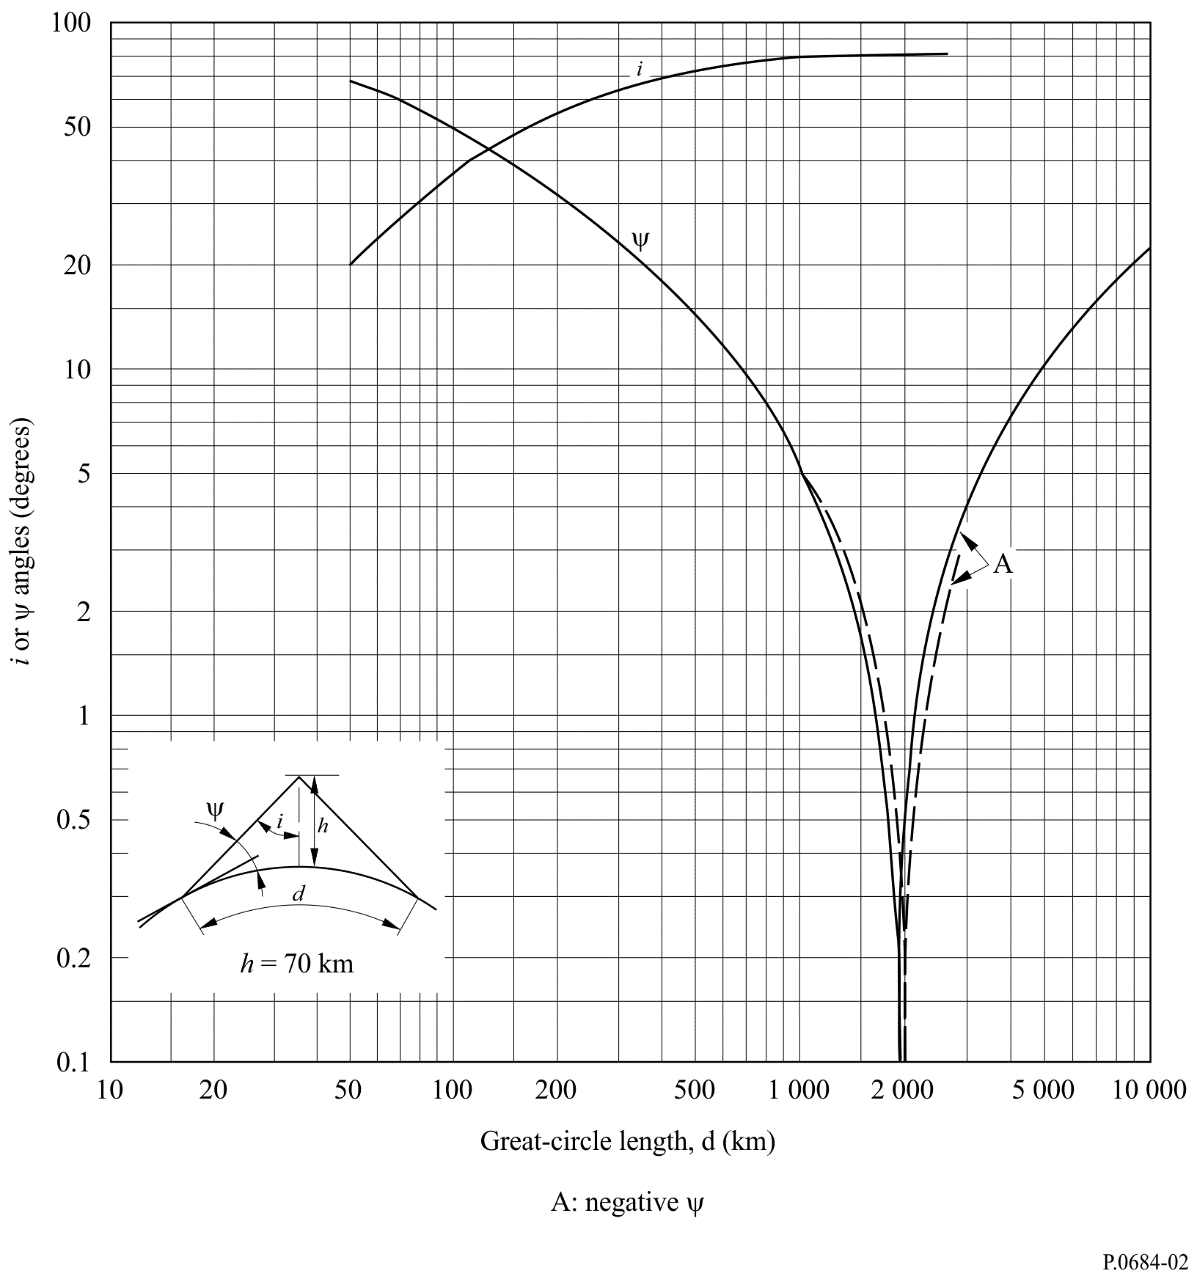 100
50
20
10
5
2
1
0.5
0.2
0.1
i or ψ angles (degrees)
i
ψ
A
ψ
i
h
d
h = 70 km
10 20 50 100 200 500 1 000 2 000 5 000 10 000
Great-circle length, d (km)
A: negative ψ
P.0684-02